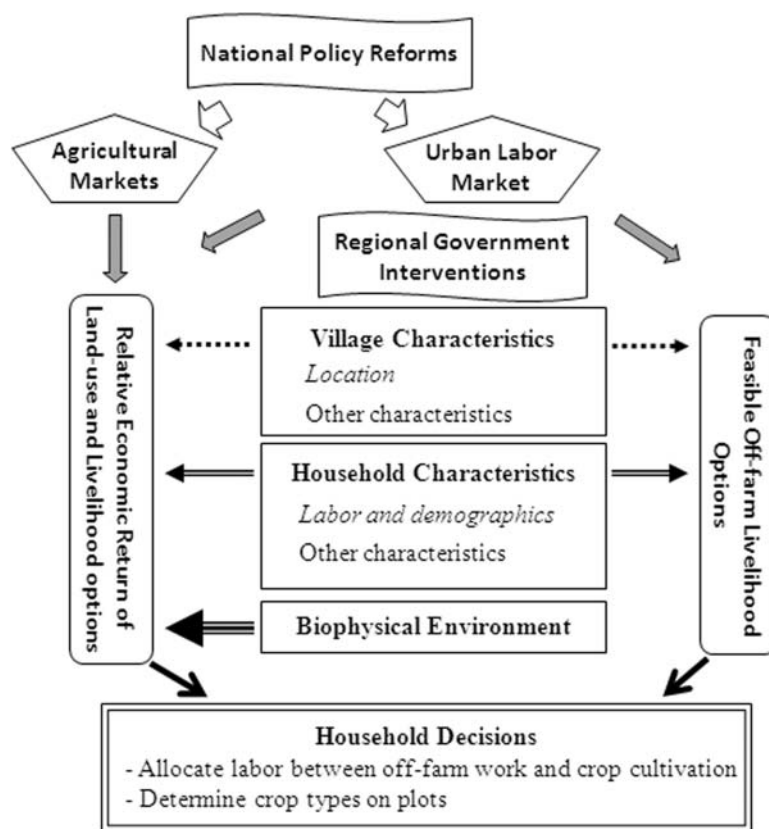 National Policy Reforms
Agricultural
Markets
Urban Labor
Market
Regional Government
Interventions
Relative Economic Return of
Land-use and Livelihood options
Village Characteristics
Location
Other characteristics
Household Characteristics
Labor and demographics
Other characteristics
Biophysical Environment
Feasible Off-farm Livelihood
Options
Household Decisions
- Allocate labor between off-farm work and crop cultivation
- Determine crop types on plots